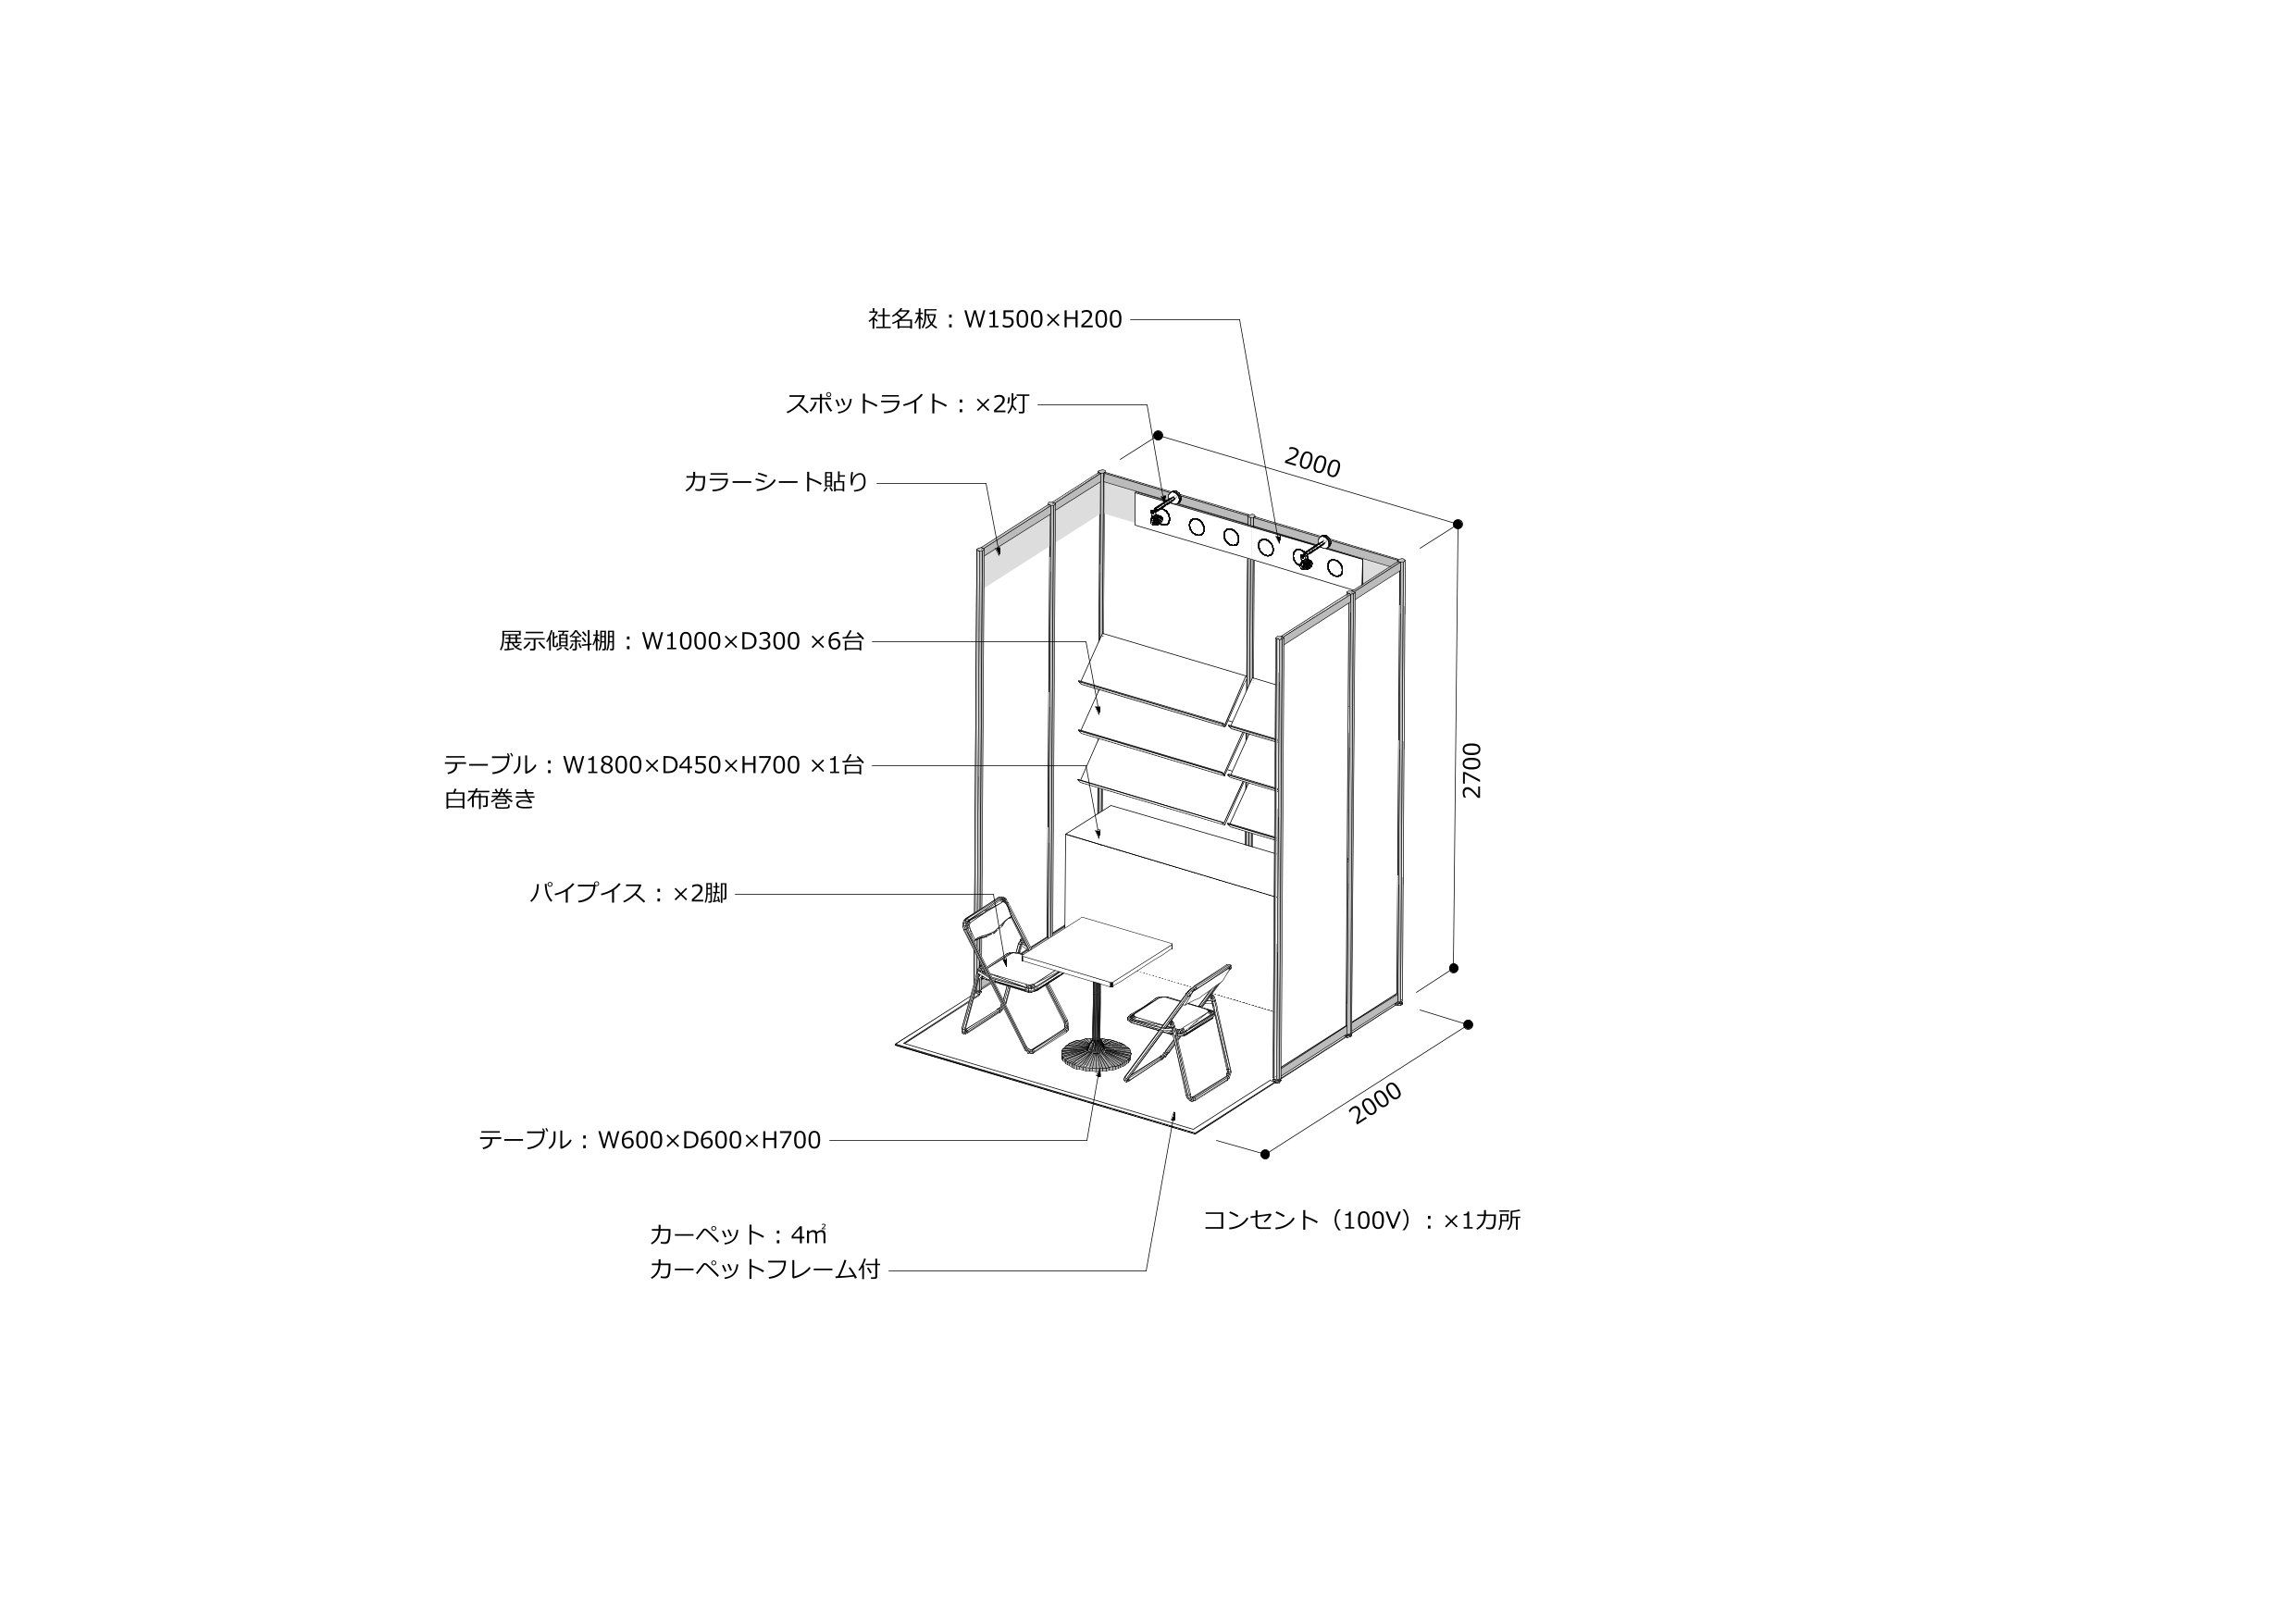 社名板：W1500×H200
スポットライト：×2灯
2000
カラーシート貼り
展示傾斜棚：W1000×D300 ×6台
テーブル：W1800×D450×H700 ×1台
白布巻き
2700
パイプイス：×2脚
2000
テーブル：W600×D600×H700
コンセント（100V）：×1カ所
カーペット：4㎡
カーペットフレーム付